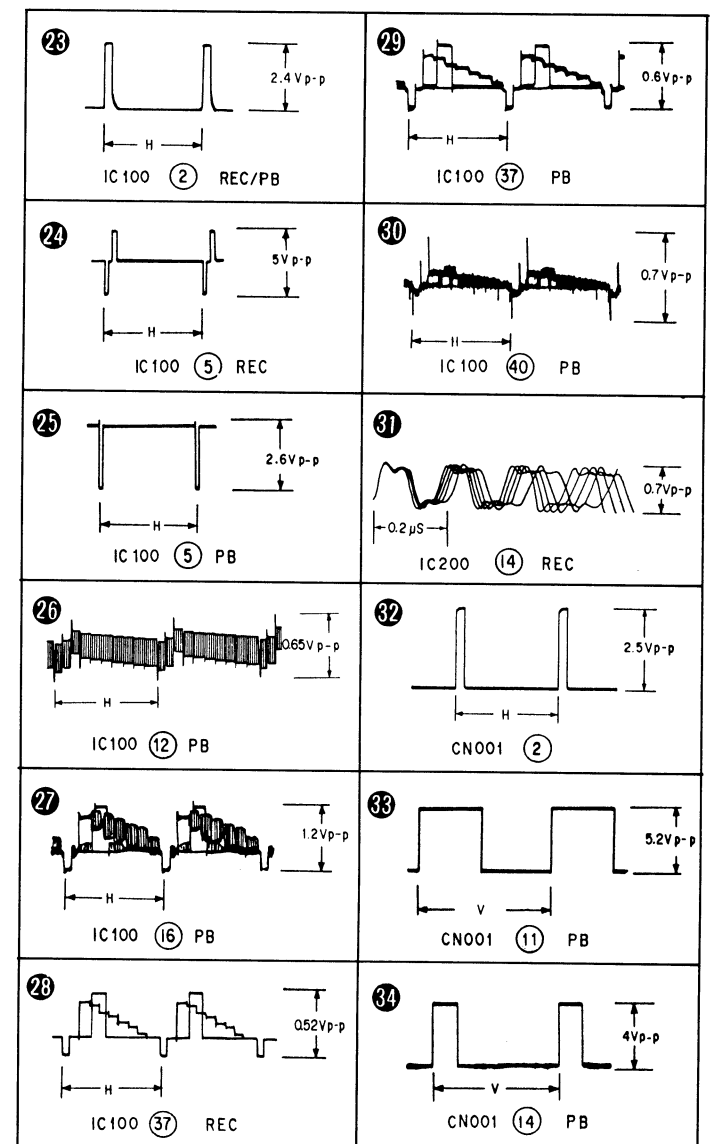 23
2.4Vp-p
H
IC100 2 REC/PB
24
5Vp-p
H
IC100 5 REC
25
2.6Vp-p
H
IC100 5 PB
26
0.65Vp-p
H
IC100 12 PB
27
1.2Vp-p
H
IC100 16 PB
28
0.52Vp-p
H
IC100 37 REC
29
0.6Vp-p
H
IC100 37 PB
30
0.7Vp-p
H
IC100 40 PB
31
0.7Vp-p
0.2µS
IC200 14 REC
32
2.5Vp-p
H
CN001 2
33
5.2Vp-p
V
CN001 11 PB
34
4Vp-p
V
CN001 14 PB